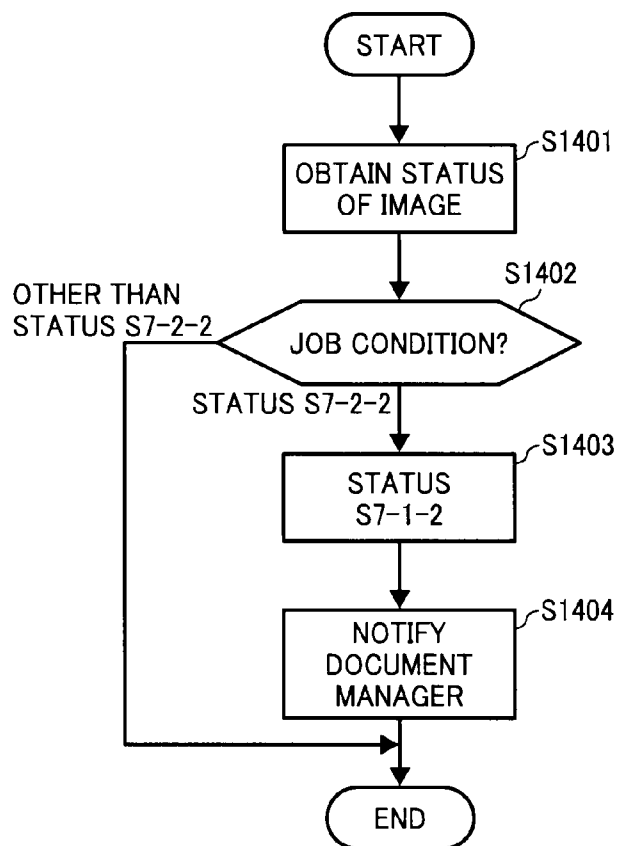 START
S1401
OBTAIN STATUS
OF IMAGE
S1402
OTHER THAN
STATUS S7-2-2
JOB CONDITION?
STATUS S7-2-2
S1403
STATUS
S7-1-2
S1404
NOTIFY
DOCUMENT
MANAGER
END